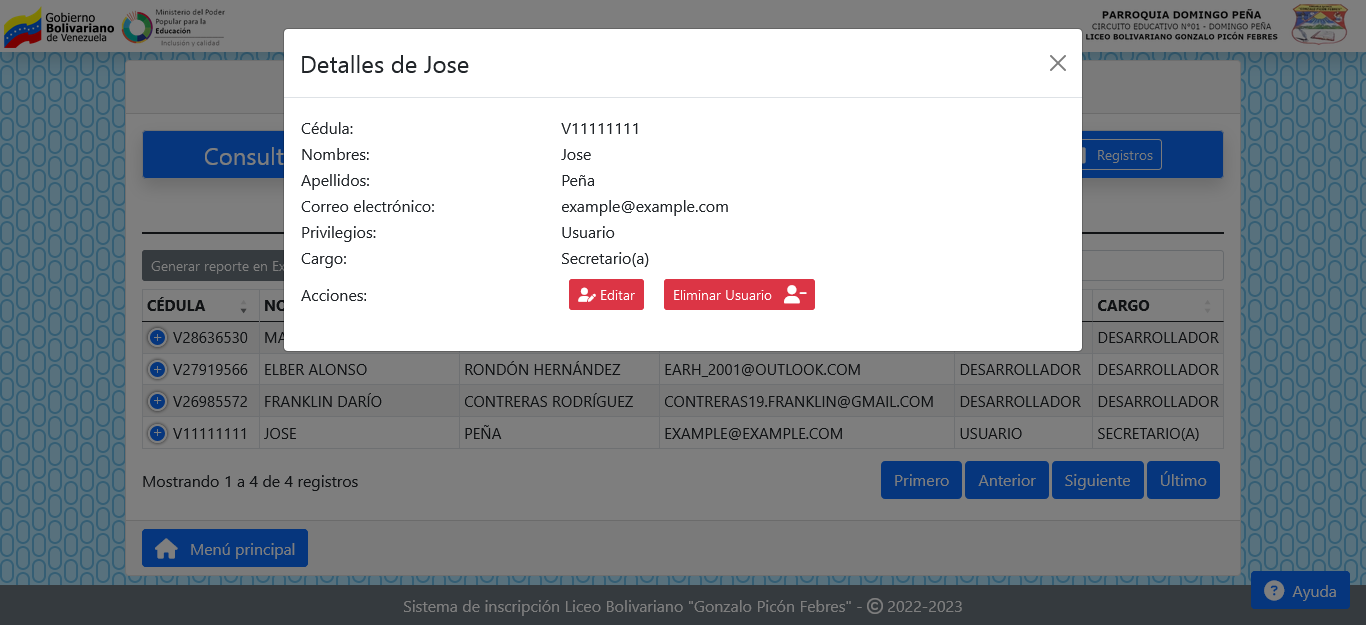 Gobierno
Bolivariano
de Venezuela
Ministerio del Poder
Popular para la
Educación
Inclusión y calidad
PARROQUIA DOMINGO PEÑA
CIRCUITO EDUCATIVO N°01 - DOMINGO PEÑA
LICEO BOLIVARIANO GONZALO PICÓN FEBRES
Detalles de Jose
Cédula: V11111111
Nombres: Jose
Apellidos: Peña
Correo electrónico: example@example.com
Privilegios: Usuario
Cargo: Secretario(a)
Acciones: Editar Eliminar Usuario
Consult Registros
Generar reporte en Ex
CÉDULA NO CARGO
V28636530 MA DESARROLLADOR
V27919566 ELBER ALONSO RONDÓN HERNÁNDEZ EARH_2001@OUTLOOK.COM DESARROLLADOR DESARROLLADOR
V26985572 FRANKLIN DARÍO CONTRERAS RODRÍGUEZ CONTRERAS19.FRANKLIN@GMAIL.COM DESARROLLADOR DESARROLLADOR
V11111111 JOSE PEÑA EXAMPLE@EXAMPLE.COM USUARIO SECRETARIO(A)
Mostrando 1 a 4 de 4 registros Primero Anterior Siguiente Último
Menú principal
Ayuda
Sistema de inscripción Liceo Bolivariano "Gonzalo Picón Febres" - © 2022-2023